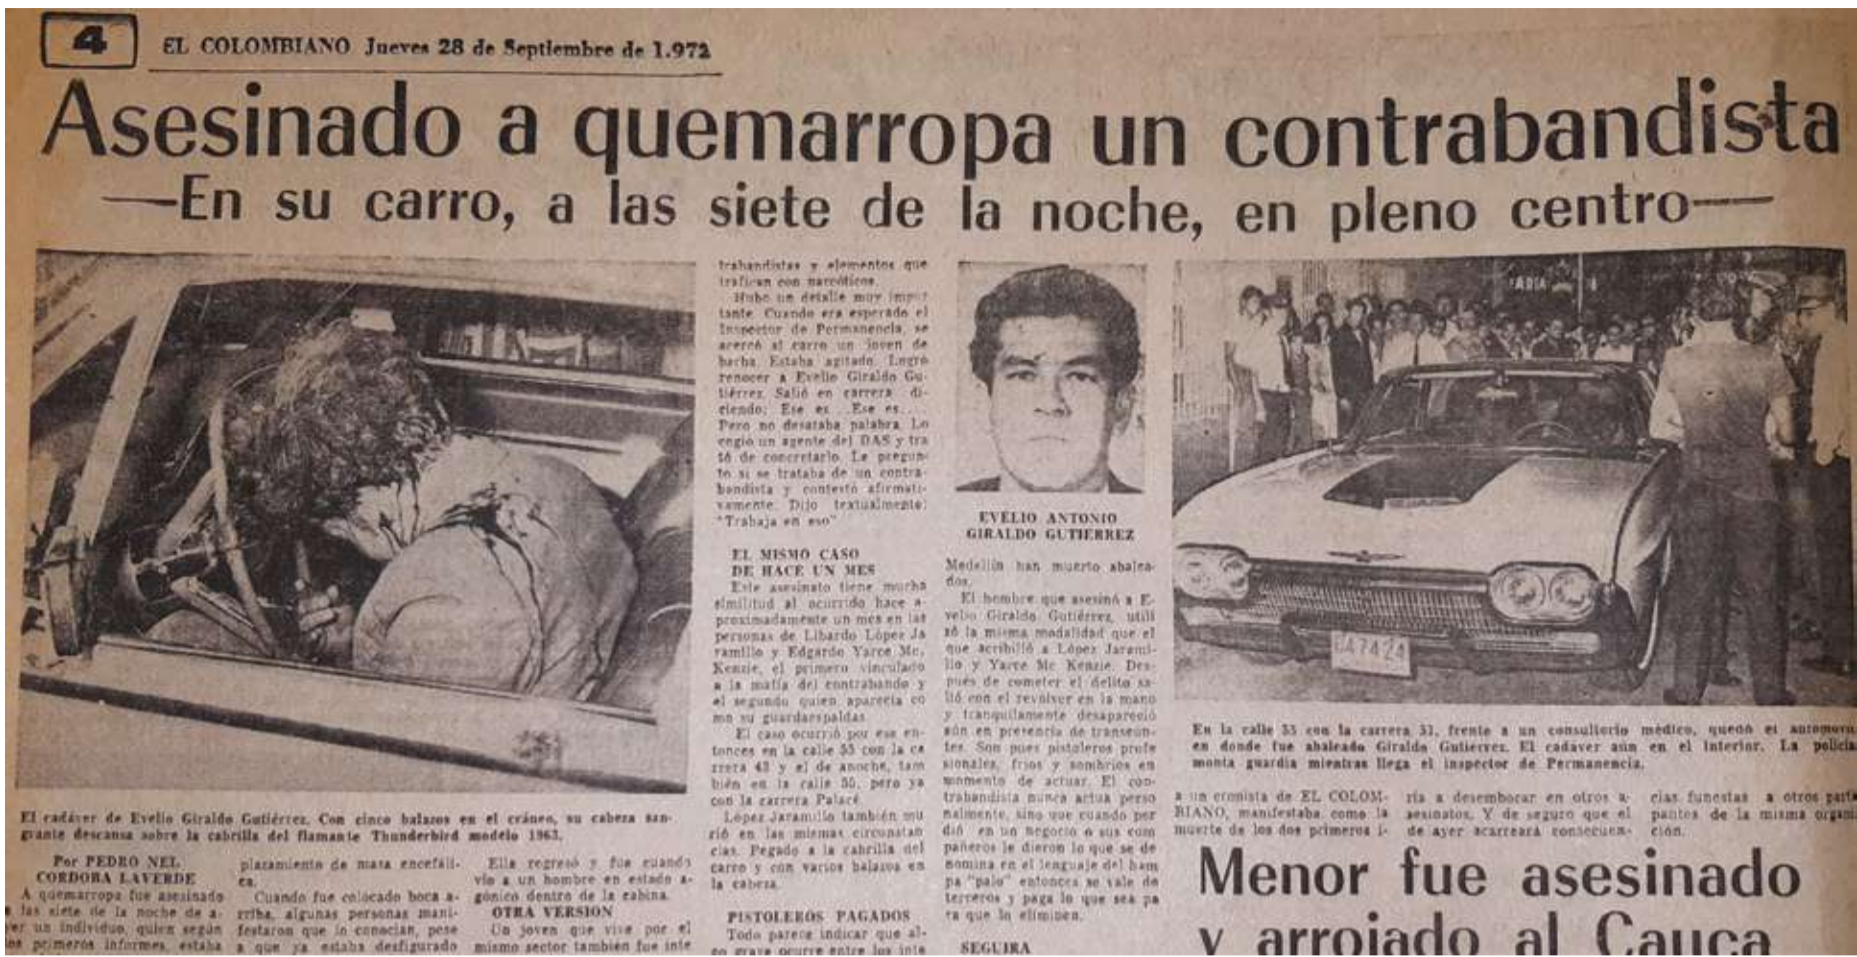 4
EL COLOMBIANO Jueves 28 de Septiembre de 1.972
Asesinado a quemarropa un contrabandista
—En su carro, a las siete de la noche, en pleno centro—
El cadáver de Evelio Giraldo Gutiérrez. Con cinco balazos en el cráneo, su cabeza san-
grante descansa sobre la cabrilla del flamante Thunderbird modelo 1963.
Por PEDRO NEL
CORDOBA LAVERDE
A quemarropa fue asesinado
a las siete de la noche de a-
yer un individuo, quien según
los primeros informes, estaba
plazamiento de masa encefáli-
ca.
Cuando fue colocado boca a-
rriba, algunas personas mani-
festaron que lo conocían, pese
a que ya estaba desfigurado
Ella regresó y fue cuando
vio a un hombre en estado a-
gónico dentro de la cabina.
OTRA VERSION
Un joven que vive por el
mismo sector también fue inte
trabandistas y elementos que
trafican con narcóticos.
Hubo un detalle muy impor
tante. Cuando era esperado el
Inspector de Permanencia, se
acercó al carro un joven de
barba. Estaba agitado. Logró
renocer a Evelio Giraldo Gu-
tiérrez. Salió en carrera di-
ciendo: Ese es.. Ese es....
Pero no desataba palabra. Lo
cogió un agente del DAS y tra
tó de concretarlo. Le pregun-
tó si se trataba de un contra-
bandista y contestó afirmati-
vamente. Dijo textualmente:
"Trabaja en eso"
EL MISMO CASO
DE HACE UN MES
Este asesinato tiene mucha
similitud al ocurrido hace a-
proximadamente un mes en las
personas de Libardo López Ja
ramillo y Edgardo Yarce Mc.
Kenzie, el primero vinculado
a la mafia del contrabando y
el segundo quien aparecía co
mo su guardaespaldas.
El caso ocurrió por ese en-
tonces en la calle 55 con la ca
rrera 43 y el de anoche, tam
bién en la calle 55, pero ya
con la carrera Palacé.
López Jaramillo también mu
rió en las mismas circunstan
cias. Pegado a la cabrilla del
carro y con varios balazos en
la cabeza.
PISTOLEROS PAGADOS
Todo parece indicar que al-
go grave ocurre entre los inte
EVELIO ANTONIO
GIRALDO GUTIERREZ
Medellín han muerto abalea-
dos.
El hombre que asesinó a E-
velio Giraldo Gutiérrez, utili
zó la misma modalidad que el
que acribilló a López Jarami-
llo y Yarce Mc Kenzie. Des-
pués de cometer el delito sa-
lió con el revólver en la mano
y tranquilamente desapareció
aún en presencia de transeún-
tes. Son pues pistoleros profe
sionales, fríos y sombríos en
momento de actuar. El con-
trabandista nunca actúa perso
nalmente, sino que cuando per
dió en un negocio o sus com
pañeros le dieron lo que se de
nomina en el lenguaje del ham
pa "palo" entonces se vale de
terceros y paga lo que sea pa
ra que lo eliminen.
SEGUIRA
CA7424
En la calle 55 con la carrera 51, frente a un consultorio médico, quedó el automóvi
en donde fue abaleado Giraldo Gutiérrez. El cadáver aún en el interior. La policía
monta guardia mientras llega el inspector de Permanencia.
a un cronista de EL COLOM-
BIANO, manifestaba como la
muerte de los dos primeros i-
ría a desembocar en otros a-
sesinatos. Y de seguro que el
de ayer acarreará consecuen-
cias funestas a otros parti
pantes de la misma organi
ción.
Menor fue asesinado
y arrojado al Cauca